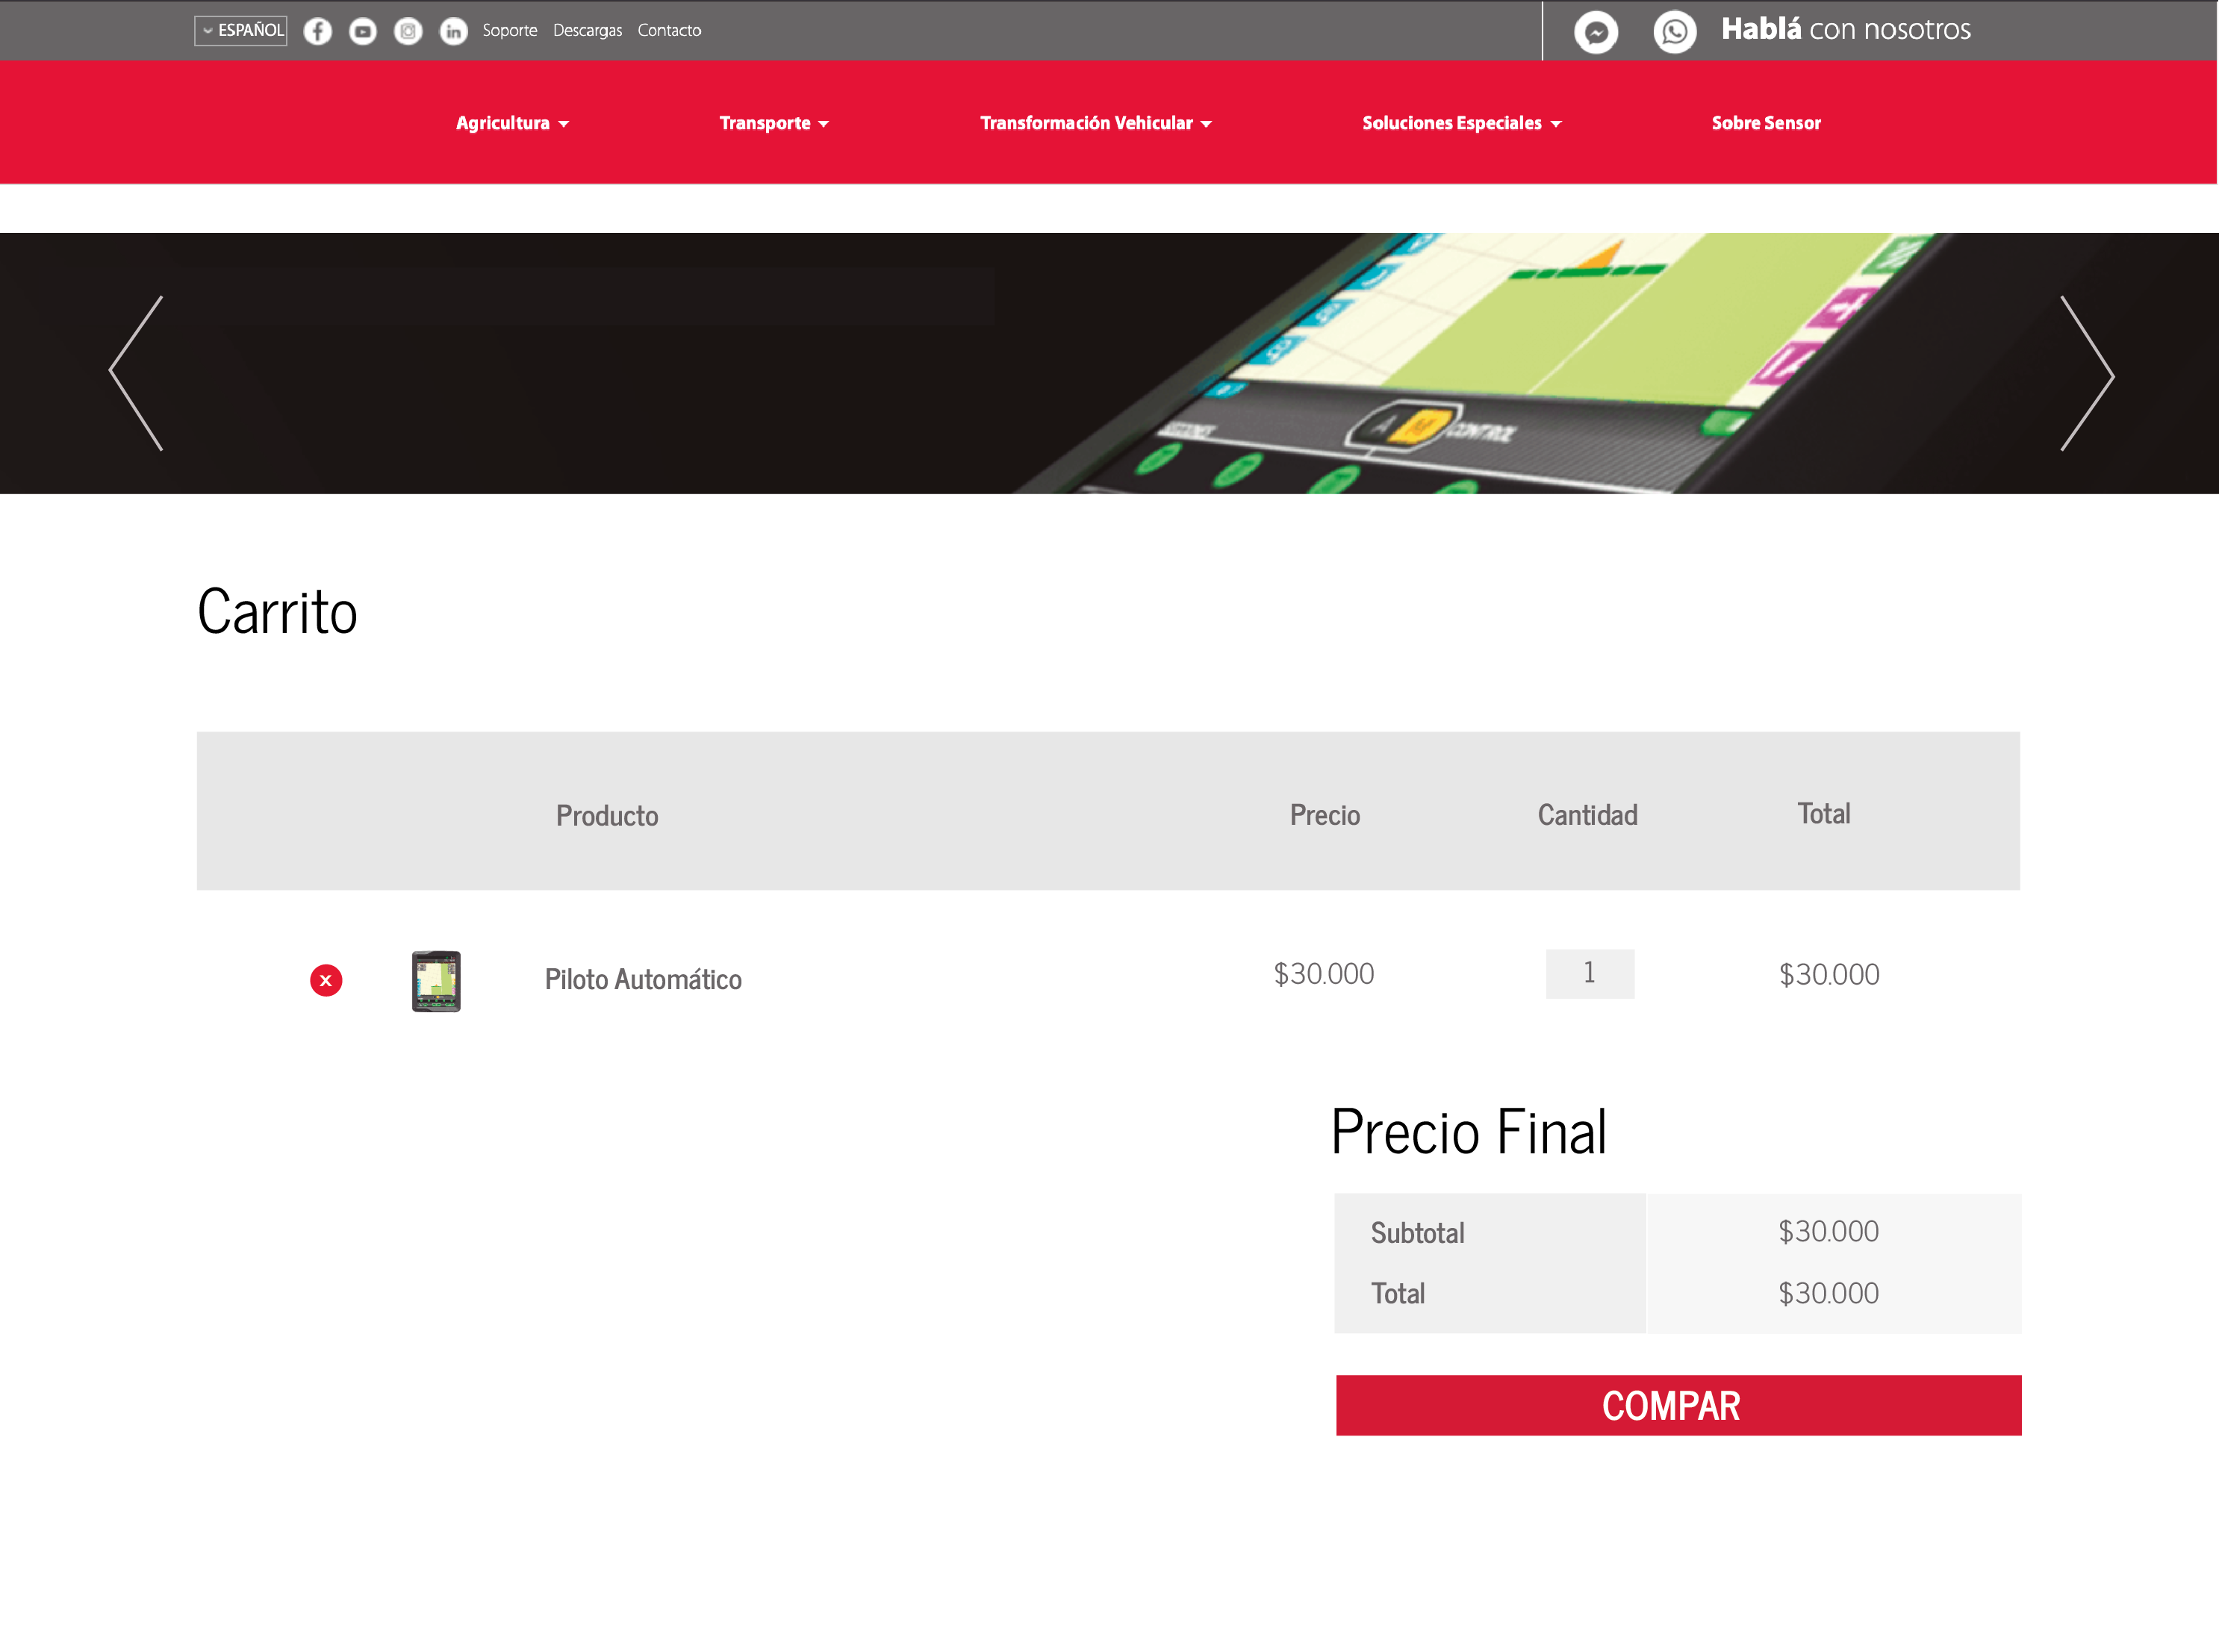 ESPAÑOL Soporte Descargas Contacto Hablá con nosotros
Agricultura Transporte Transformación Vehicular Soluciones Especiales Sobre Sensor
A M CONTROL
Carrito
Producto Precio Cantidad Total
x Piloto Automático $30.000 1 $30.000
Precio Final
Subtotal $30.000
Total $30.000
COMPAR